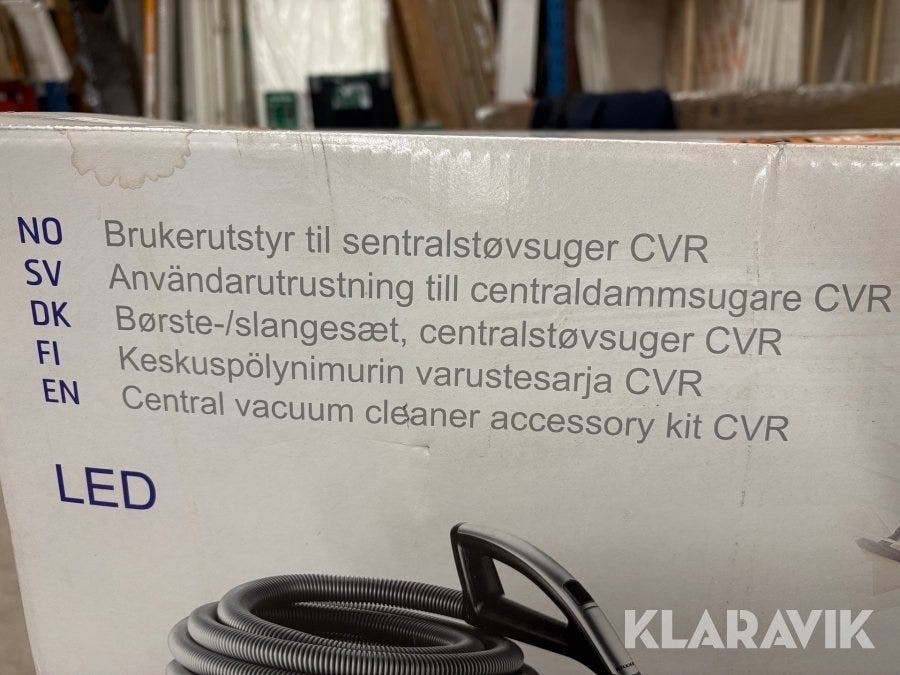 NO Brukerutstyr til sentralstøvsuger CVR
SV Användarutrustning till centraldammsugare CVR
DK Børste-/slangesæt, centralstøvsuger CVR
FI Keskuspölynimurin varustesarja CVR
EN Central vacuum cleaner accessory kit CVR
LED
KLARAVIK